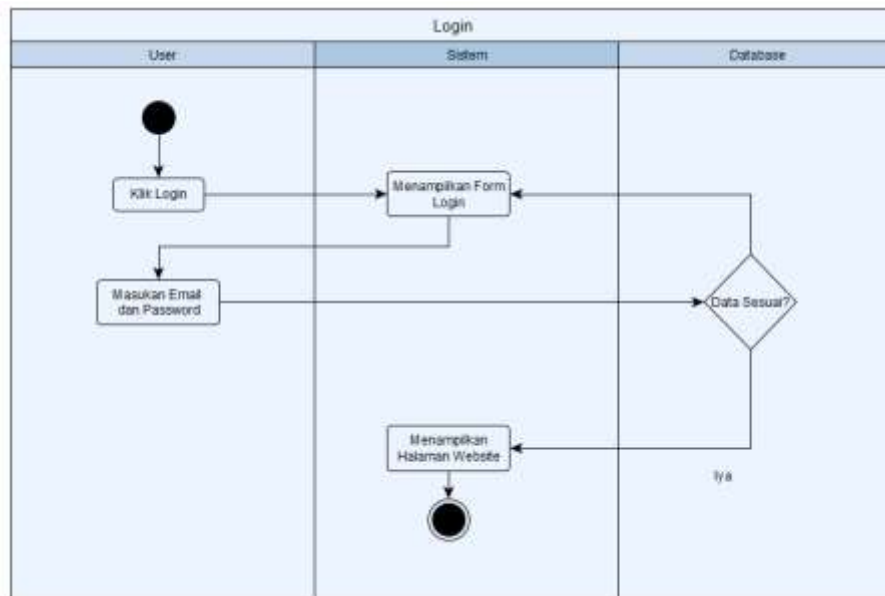 Login
User
Sistem
Database
Klik Login
Menampilkan Form
Login
Masukan Email
dan Password
Data Sesuai?
Menampilkan
Halaman Website
Iya